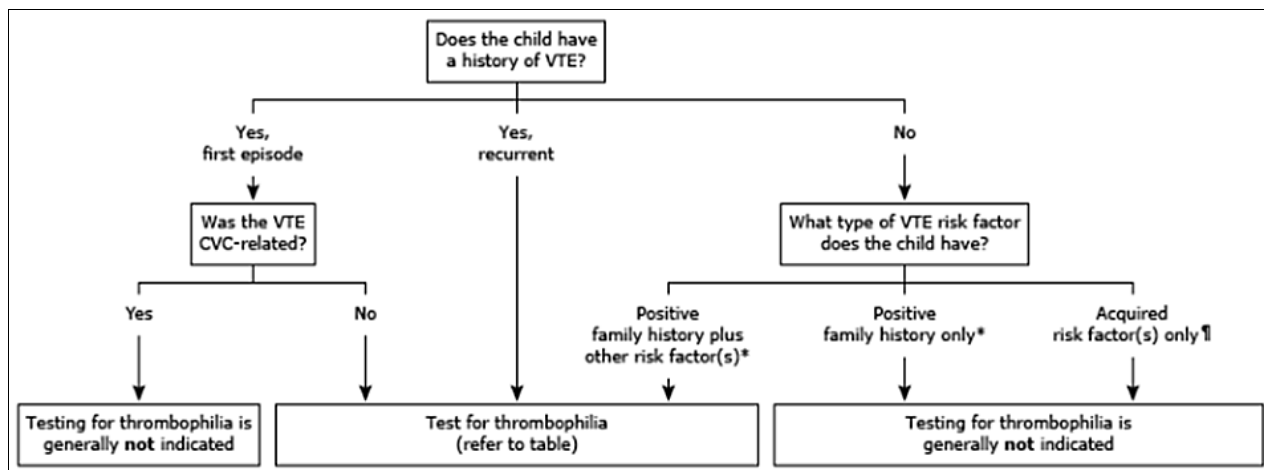 Does the child have
a history of VTE?
Yes,
first episode
Yes,
recurrent
No
Was the VTE
CVC-related?
What type of VTE risk factor
does the child have?
Yes
No
Positive
family history plus
other risk factor(s)*
Positive
family history only*
Acquired
risk factor(s) only¶
Testing for thrombophilia is
generally not indicated
Test for thrombophilia
(refer to table)
Testing for thrombophilia is
generally not indicated